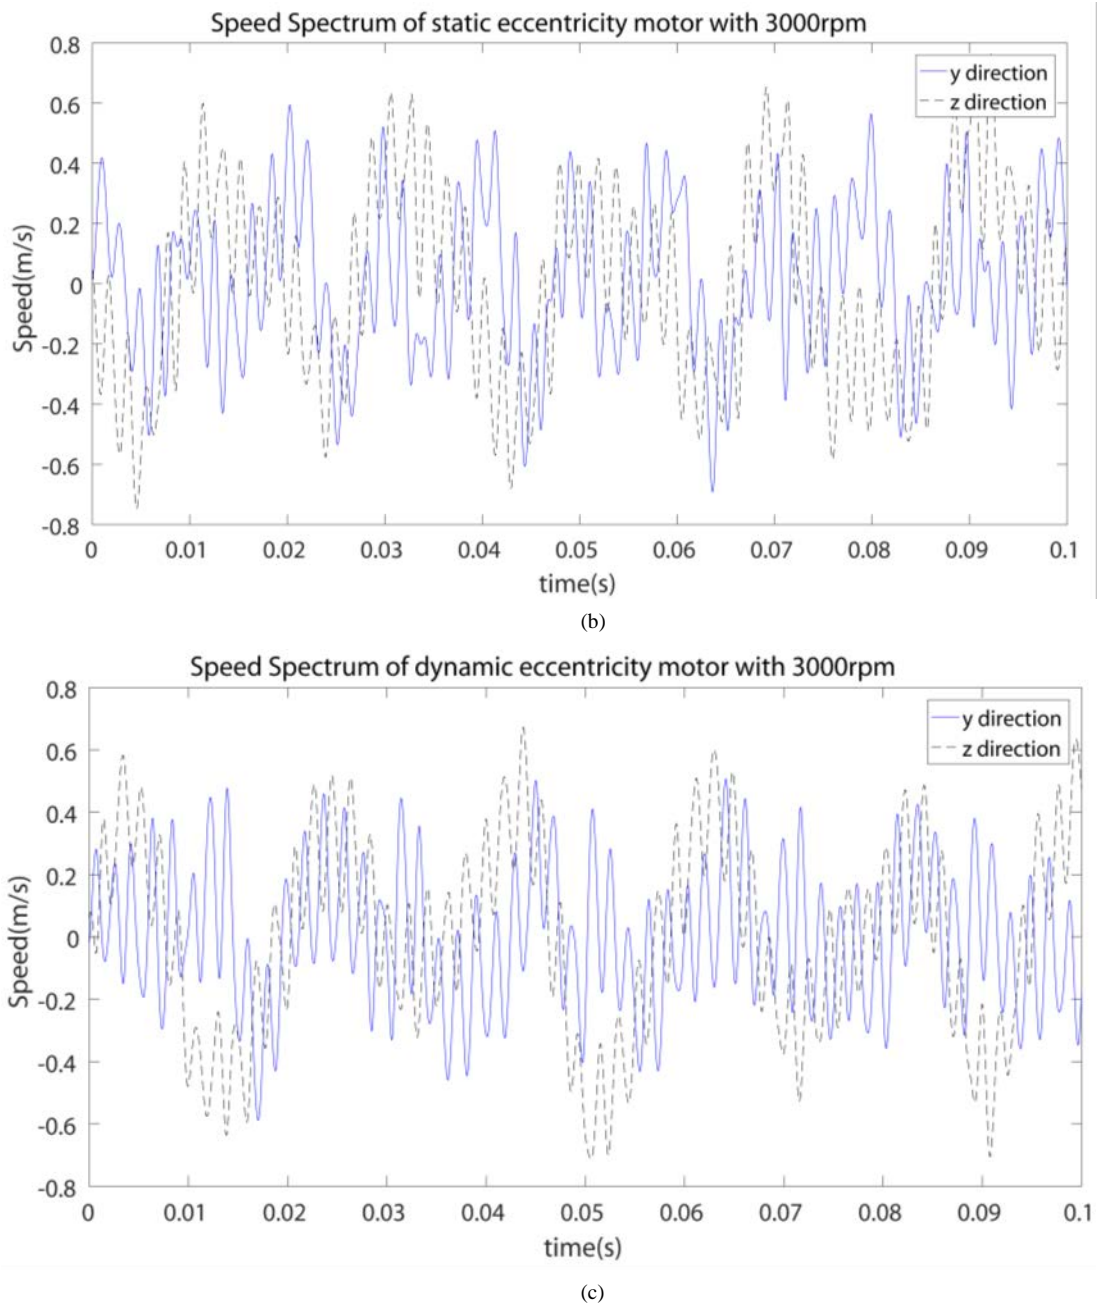 Speed Spectrum of static eccentricity motor with 3000rpm
0.8
0.6
0.4
0.2
0
-0.2
-0.4
-0.6
-0.8
Speed(m/s)
y direction
z direction
0 0.01 0.02 0.03 0.04 0.05 0.06 0.07 0.08 0.09 0.1
time(s)
(b)
Speed Spectrum of dynamic eccentricity motor with 3000rpm
0.8
0.6
0.4
0.2
0
-0.2
-0.4
-0.6
-0.8
Speed(m/s)
y direction
z direction
0 0.01 0.02 0.03 0.04 0.05 0.06 0.07 0.08 0.09 0.1
time(s)
(c)